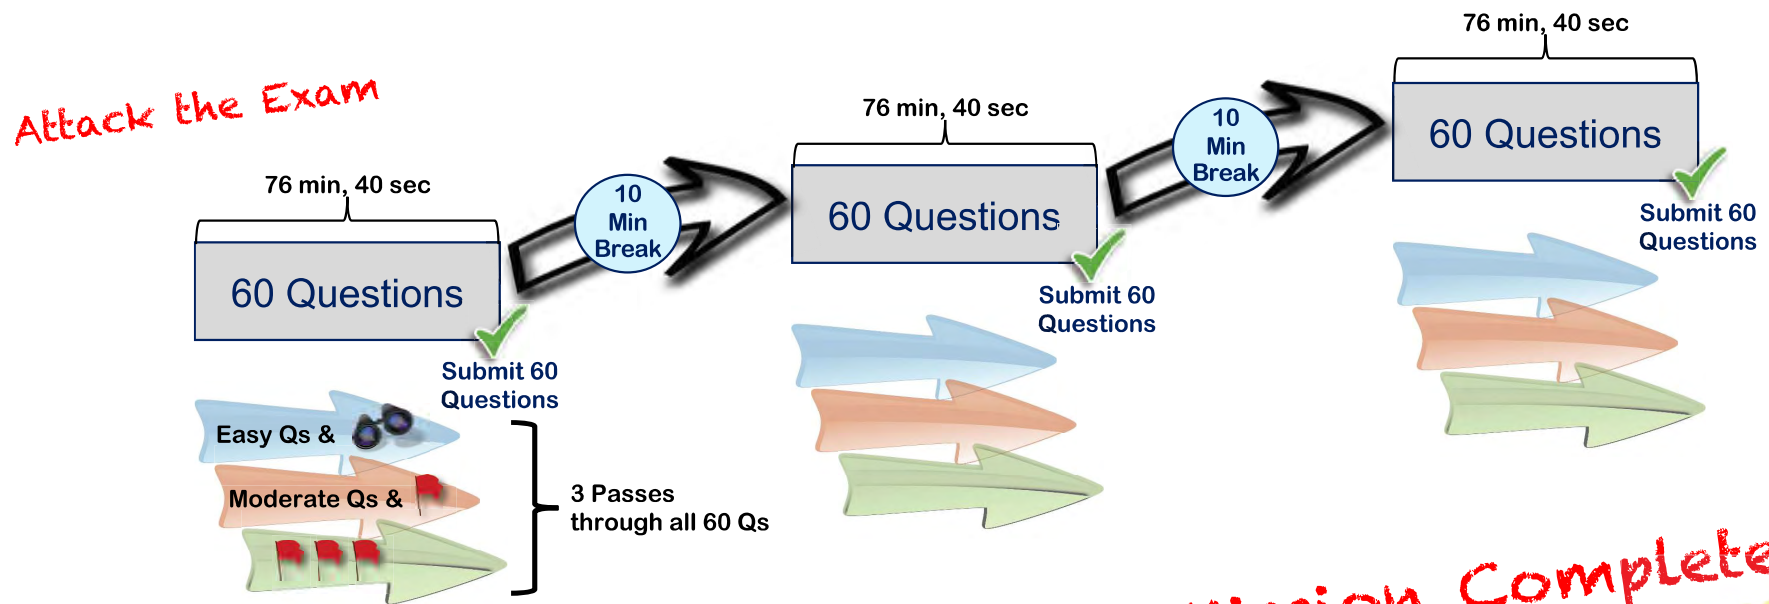 Attack the Exam
76 min, 40 sec
60 Questions
Submit 60
Questions
10
Min
Break
76 min, 40 sec
60 Questions
Submit 60
Questions
10
Min
Break
76 min, 40 sec
60 Questions
Submit 60
Questions
Easy Qs &
Moderate Qs &
3 Passes
through all 60 Qs
Complete